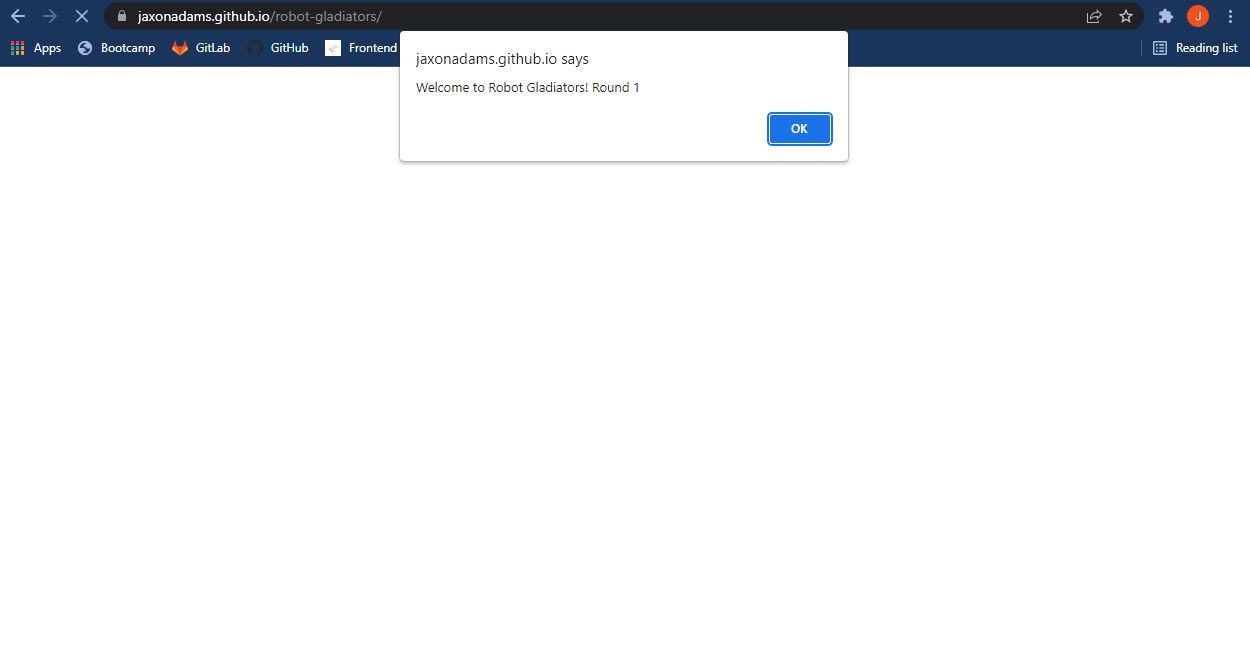 jaxonadams.github.io/robot-gladiators/
J
Apps Bootcamp GitLab GitHub Frontend Reading list
jaxonadams.github.io says
Welcome to Robot Gladiators! Round 1
OK